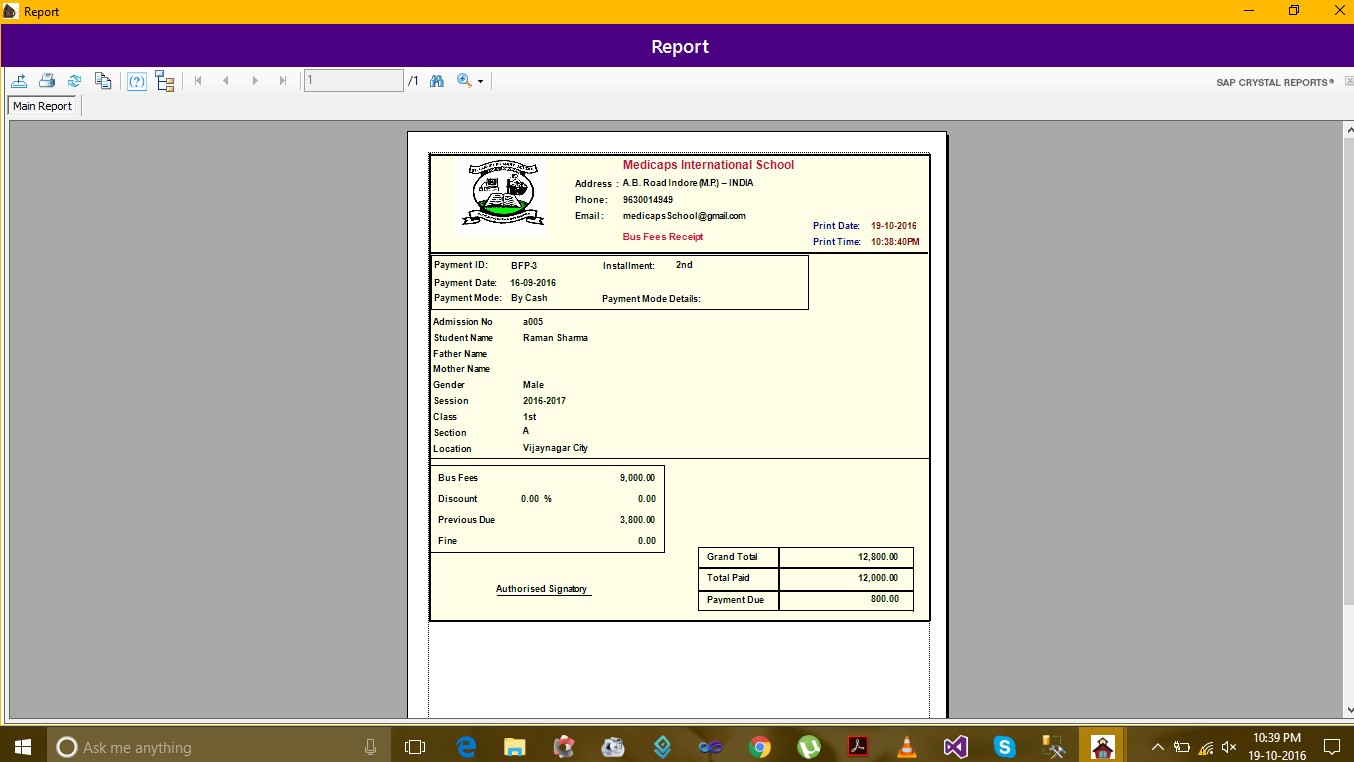 Report
Report
1 /1
SAP CRYSTAL REPORTS®
Main Report
Medicaps International School
Address : A.B. Road Indore (M.P.) – INDIA
Phone: 9630014949
Email: medicapsSchool@gmail.com
Bus Fees Receipt
Print Date: 19-10-2016
Print Time: 10:38:40PM
Payment ID: BFP-3 Installment: 2nd
Payment Date: 16-09-2016
Payment Mode: By Cash Payment Mode Details:
Admission No a005
Student Name Raman Sharma
Father Name
Mother Name
Gender Male
Session 2016-2017
Class 1st
Section A
Location Vijaynagar City
Bus Fees 9,000.00
Discount 0.00 % 0.00
Previous Due 3,800.00
Fine 0.00
Grand Total 12,800.00
Total Paid 12,000.00
Payment Due 800.00
Authorised Signatory
Ask me anything
10:39 PM
19-10-2016